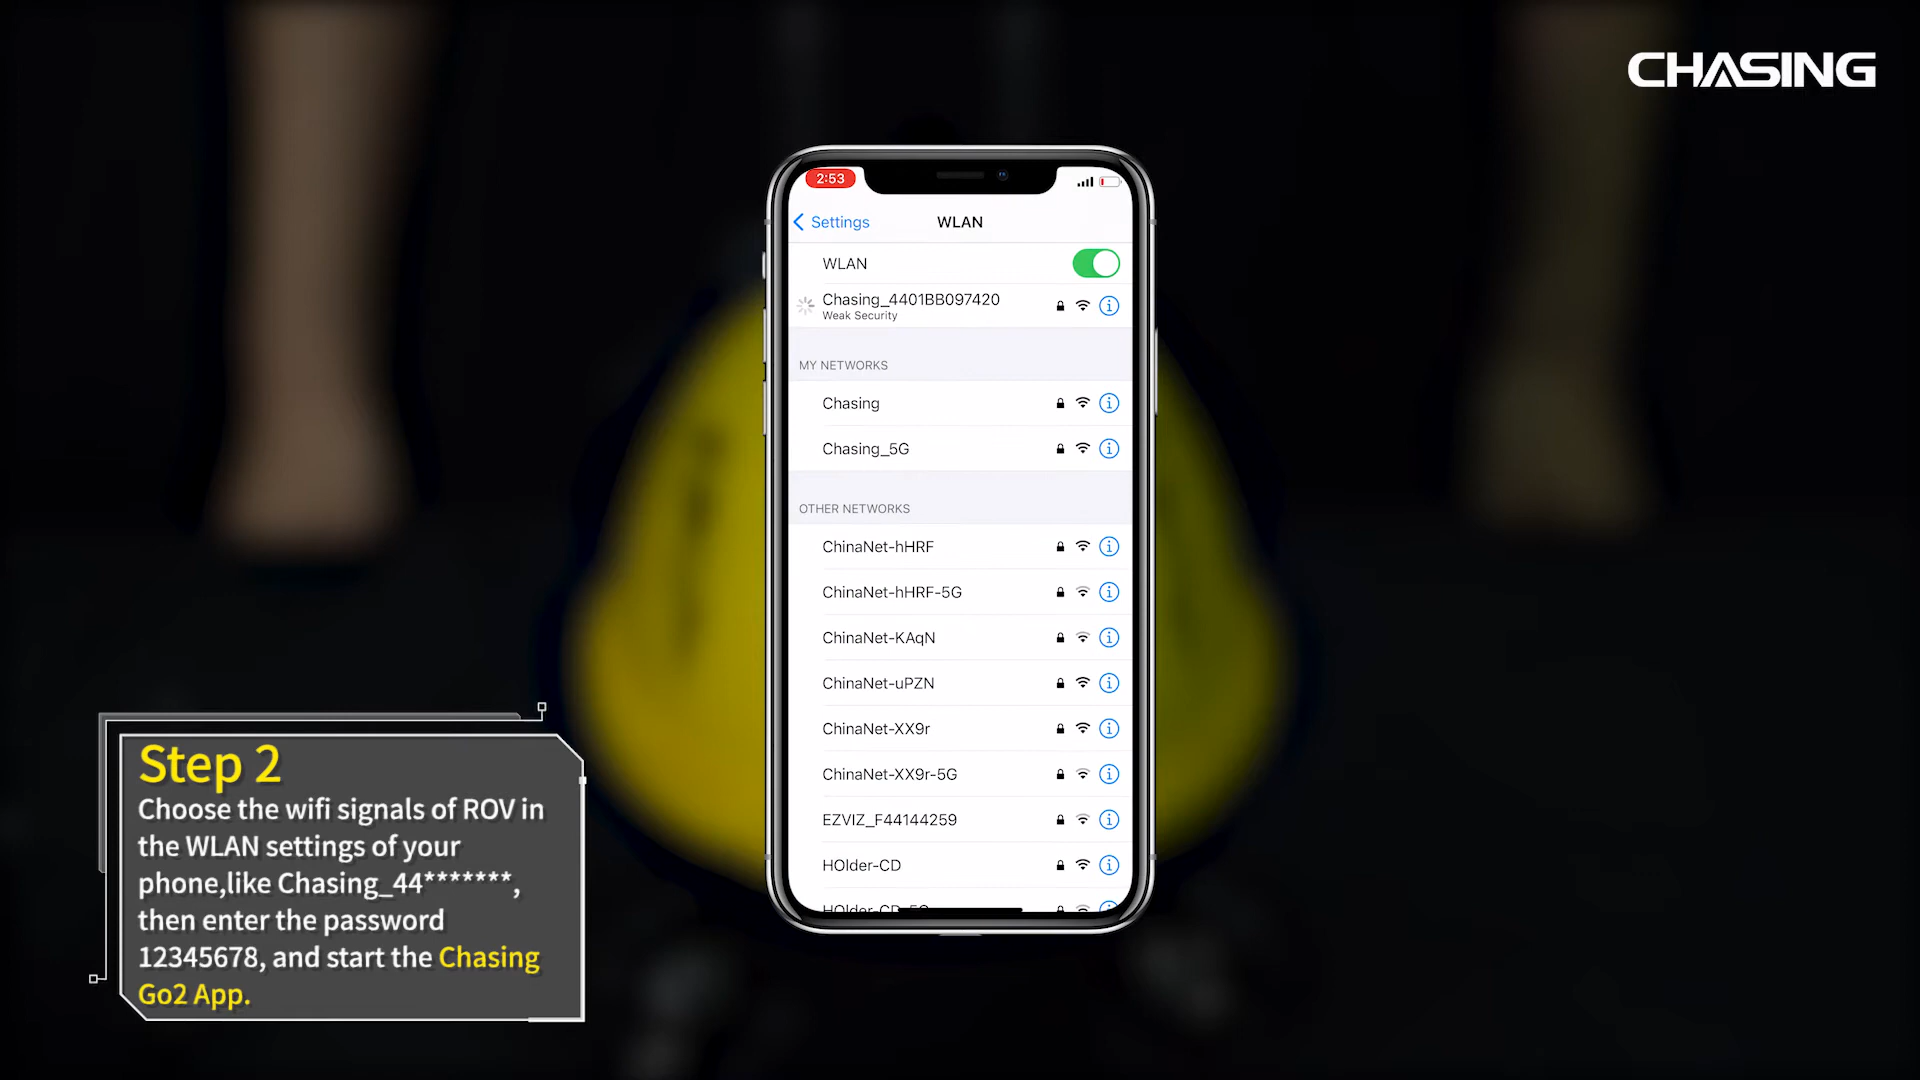 CHASING
2:53
Settings
WLAN
WLAN
Chasing_4401BB097420
Weak Security
MY NETWORKS
Chasing
Chasing_5G
OTHER NETWORKS
ChinaNet-hHRF
ChinaNet-hHRF-5G
ChinaNet-KAqN
ChinaNet-uPZN
ChinaNet-XX9r
ChinaNet-XX9r-5G
EZVIZ_F44144259
HOlder-CD
HOlder-CD-5G
Step 2
Choose the wifi signals of ROV in
the WLAN settings of your
phone,like Chasing_44*******,
then enter the password
12345678, and start the Chasing
Go2 App.